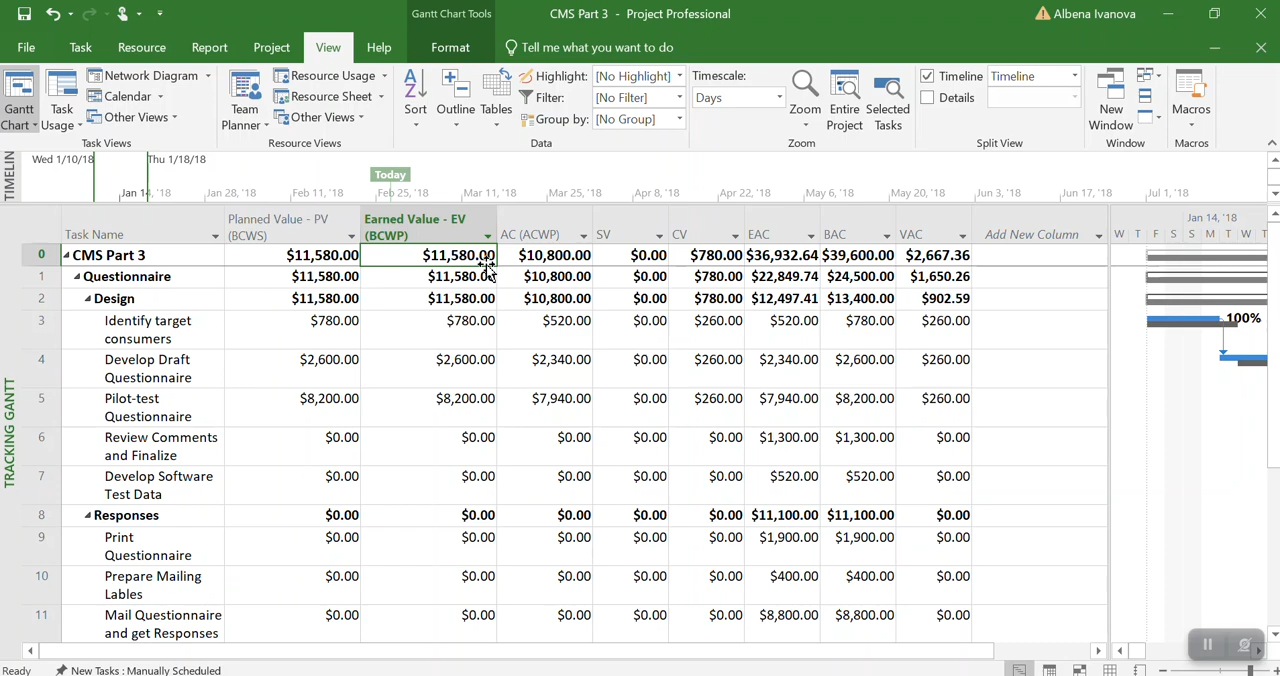 Gantt Chart Tools
CMS Part 3 - Project Professional
Albena Ivanova
File Task Resource Report Project View Help Format Tell me what you want to do
Gantt Chart
Task Usage
Network Diagram
Calendar
Other Views
Task Views
Team Planner
Resource Usage
Resource Sheet
Other Views
Resource Views
Sort
Outline
Tables
Highlight: [No Highlight]
Filter: [No Filter]
Group by: [No Group]
Data
Timescale:
Days
Zoom
Entire Project
Selected Tasks
Zoom
Timeline Timeline
Details
Split View
New Window
Window
Macros
Macros
TIMELIN
Wed 1/10/18 Thu 1/18/18
Today
Jan 14, '18 Jan 28, '18 Feb 11, '18 Feb 25, '18 Mar 11, '18 Mar 25, '18 Apr 8, '18 Apr 22, '18 May 6, '18 May 20, '18 Jun 3, '18 Jun 17, '18 Jul 1, '18
TRACKING GANTT
Task Name Planned Value - PV (BCWS) Earned Value - EV (BCWP) AC (ACWP) SV CV EAC BAC VAC Add New Column
Jan 14, '18
W T F S S M T W T
0 CMS Part 3 $11,580.00 $11,580.00 $10,800.00 $0.00 $780.00 $36,932.64 $39,600.00 $2,667.36
1 Questionnaire $11,580.00 $11,580.00 $10,800.00 $0.00 $780.00 $22,849.74 $24,500.00 $1,650.26
2 Design $11,580.00 $11,580.00 $10,800.00 $0.00 $780.00 $12,497.41 $13,400.00 $902.59
3 Identify target consumers $780.00 $780.00 $520.00 $0.00 $260.00 $520.00 $780.00 $260.00
100%
4 Develop Draft Questionnaire $2,600.00 $2,600.00 $2,340.00 $0.00 $260.00 $2,340.00 $2,600.00 $260.00
5 Pilot-test Questionnaire $8,200.00 $8,200.00 $7,940.00 $0.00 $260.00 $7,940.00 $8,200.00 $260.00
6 Review Comments and Finalize $0.00 $0.00 $0.00 $0.00 $0.00 $1,300.00 $1,300.00 $0.00
7 Develop Software Test Data $0.00 $0.00 $0.00 $0.00 $0.00 $520.00 $520.00 $0.00
8 Responses $0.00 $0.00 $0.00 $0.00 $0.00 $11,100.00 $11,100.00 $0.00
9 Print Questionnaire $0.00 $0.00 $0.00 $0.00 $0.00 $1,900.00 $1,900.00 $0.00
10 Prepare Mailing Lables $0.00 $0.00 $0.00 $0.00 $0.00 $400.00 $400.00 $0.00
11 Mail Questionnaire and get Responses $0.00 $0.00 $0.00 $0.00 $0.00 $8,800.00 $8,800.00 $0.00
Ready New Tasks : Manually Scheduled